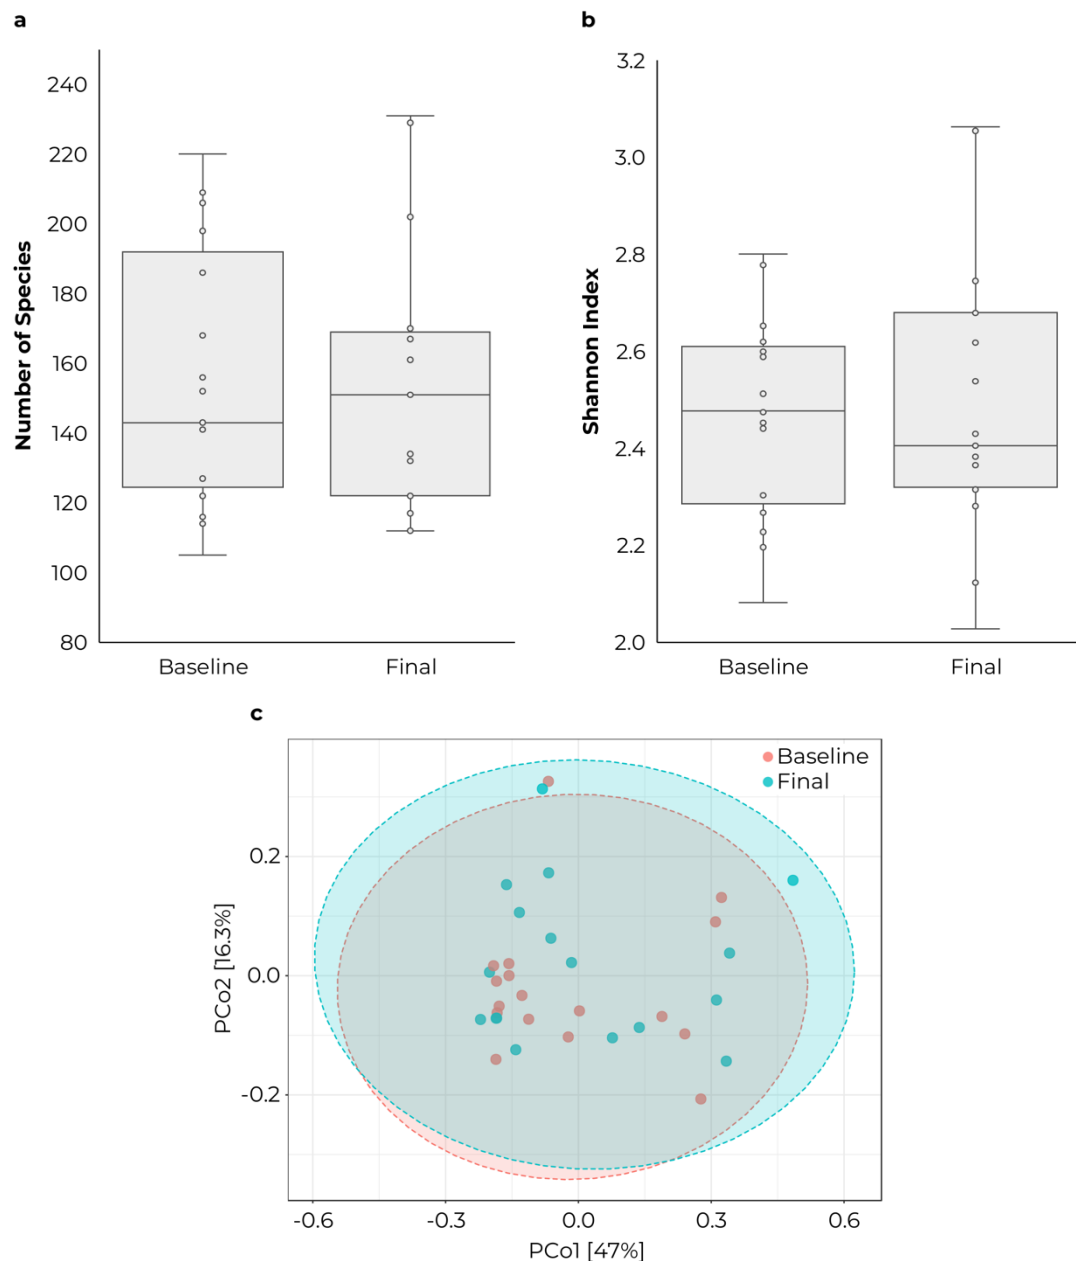 a
Number of Species
240
220
200
180
160
140
120
100
80
Baseline Final
b
Shannon Index
3.2
3.0
2.8
2.6
2.4
2.2
2.0
Baseline Final
c
Baseline
Final
PCo2 [16.3%]
0.2
0.0
-0.2
-0.6 -0.3 0.0 0.3 0.6
PCo1 [47%]